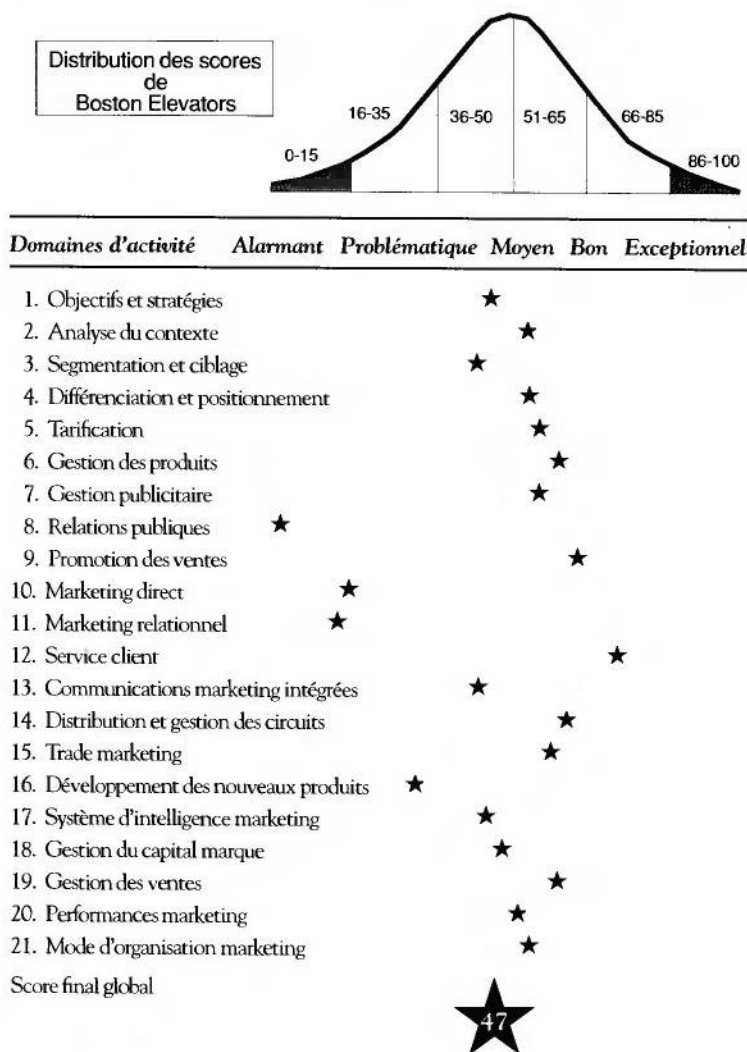 Distribution des scores
de
Boston Elevators
0-15
16-35
36-50
51-65
66-85
86-100
Domaines d'activité Alarmant Problématique Moyen Bon Exceptionnel
1. Objectifs et stratégies
2. Analyse du contexte
3. Segmentation et ciblage
4. Différenciation et positionnement
5. Tarification
6. Gestion des produits
7. Gestion publicitaire
8. Relations publiques
9. Promotion des ventes
10. Marketing direct
11. Marketing relationnel
12. Service client
13. Communications marketing intégrées
14. Distribution et gestion des circuits
15. Trade marketing
16. Développement des nouveaux produits
17. Système d'intelligence marketing
18. Gestion du capital marque
19. Gestion des ventes
20. Performances marketing
21. Mode d'organisation marketing
Score final global
47